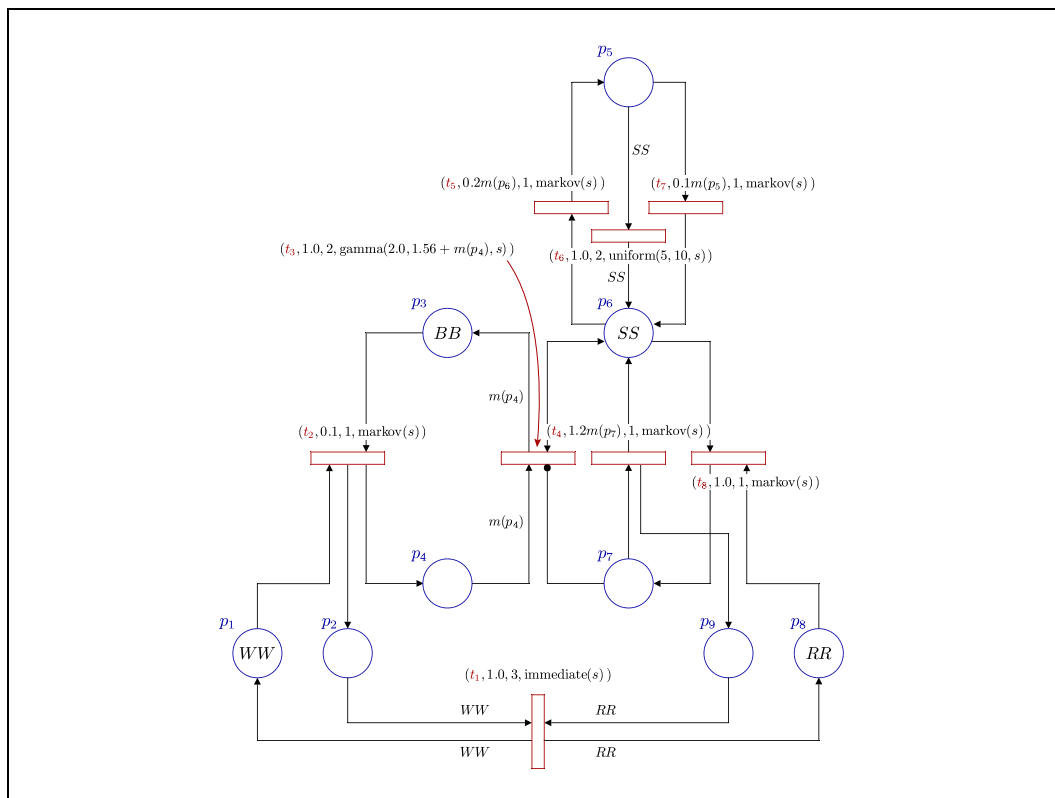 p₅
SS
(t₅, 0.2m(p₆), 1, markov(s))
(t₇, 0.1m(p₅), 1, markov(s))
(t₃, 1.0, 2, gamma(2.0, 1.56 + m(p₄), s))
(t₆, 1.0, 2, uniform(5, 10, s))
SS
p₃
p₆
BB
SS
m(p₄)
(t₂, 0.1, 1, markov(s))
(t₄, 1.2m(p₇), 1, markov(s))
(t₈, 1.0, 1, markov(s))
m(p₄)
p₄
p₇
p₁
p₂
p₉
p₈
WW
RR
(t₁, 1.0, 3, immediate(s))
WW
RR
WW
RR